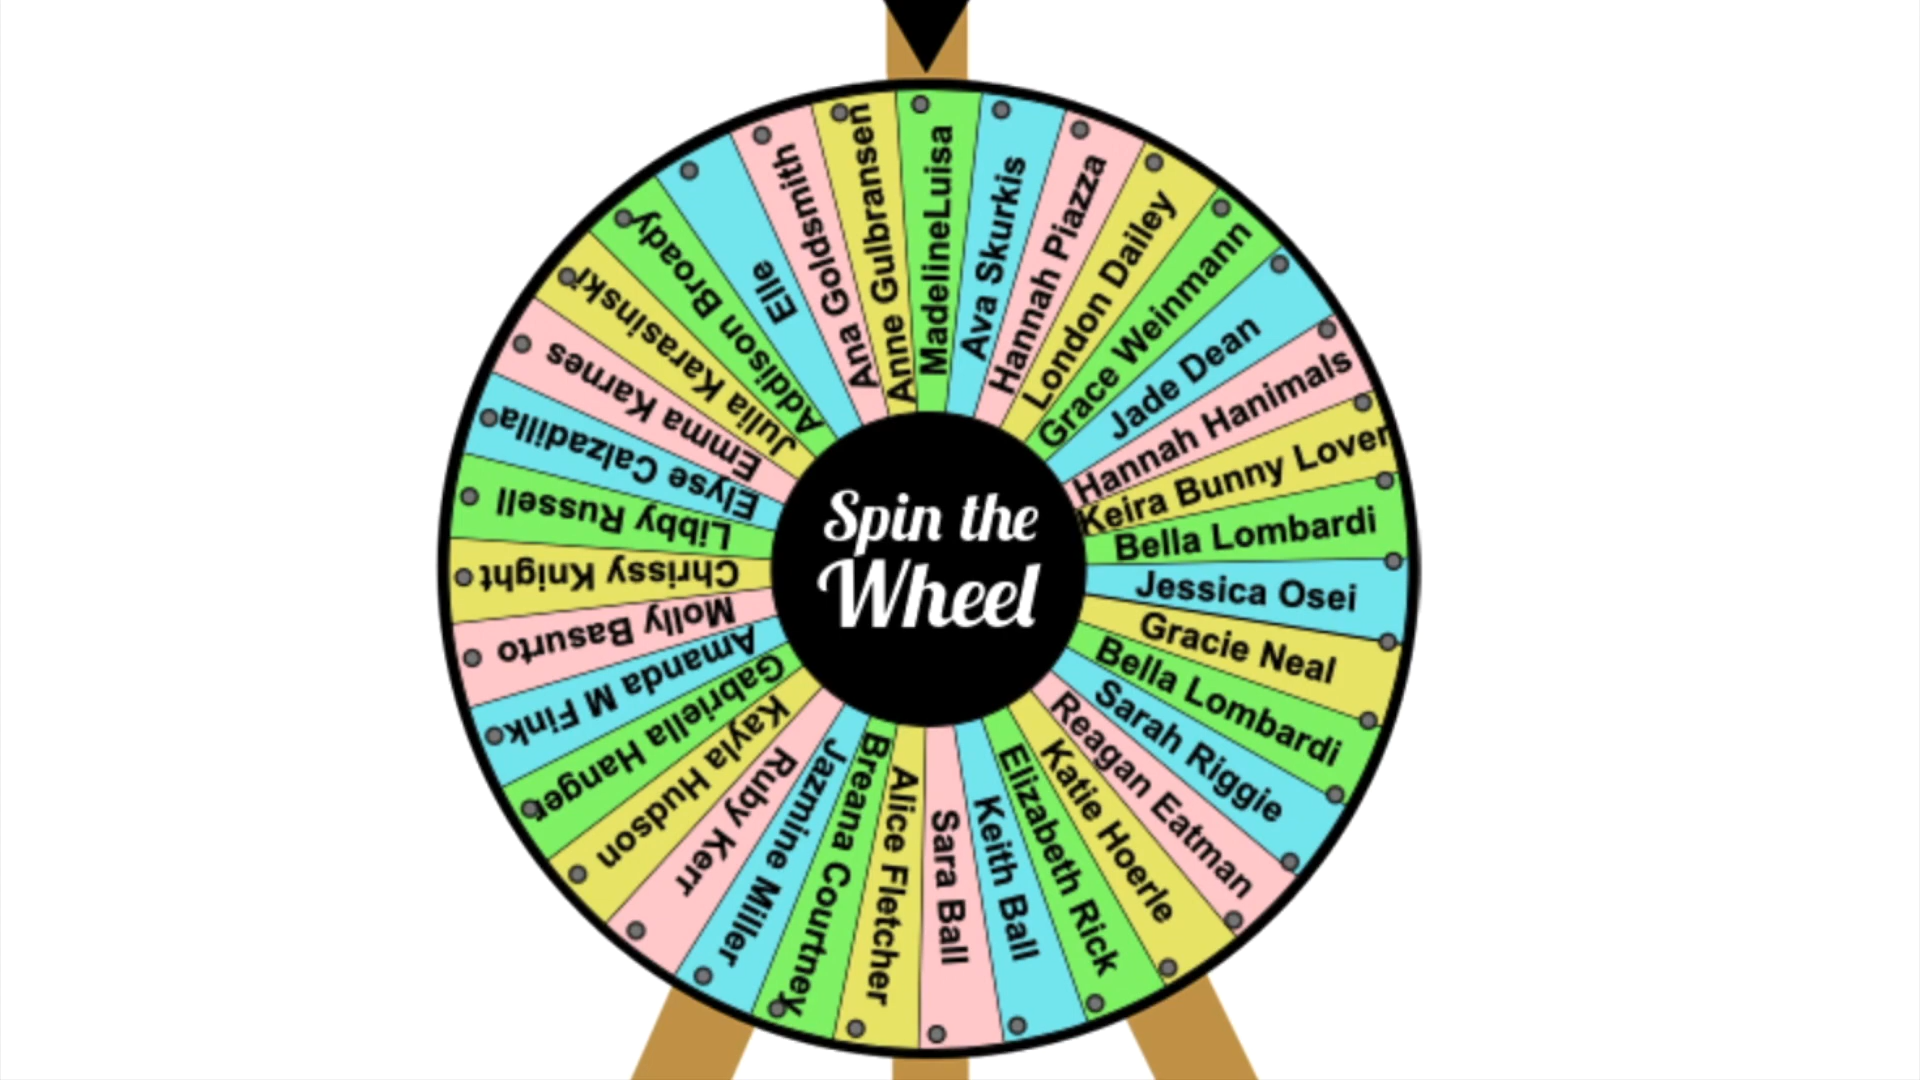 MadelineLuisa
Ava Skurkis
Hannah Piazza
London Dailey
Grace Weinmann
Jade Dean
Hannah Hanimals
Keira Bunny Lover
Bella Lombardi
Jessica Osei
Gracie Neal
Bella Lombardi
Sarah Riggie
Reagan Eatman
Katie Hoerle
Elizabeth Rick
Keith Ball
Sara Ball
Alice Fletcher
Breana Courtney
Jazmine Miller
Ruby Kerr
Kayla Hudson
Gabriella Hanger
Amanda M Fink
Molly Basurto
Chrissy Knight
Libby Russell
Elyse Calzadilla
Emma Karnes
Julia Karasinski
Addison Broady
Elle
Ana Goldsmith
Anne Gulbransen
Spin the
Wheel